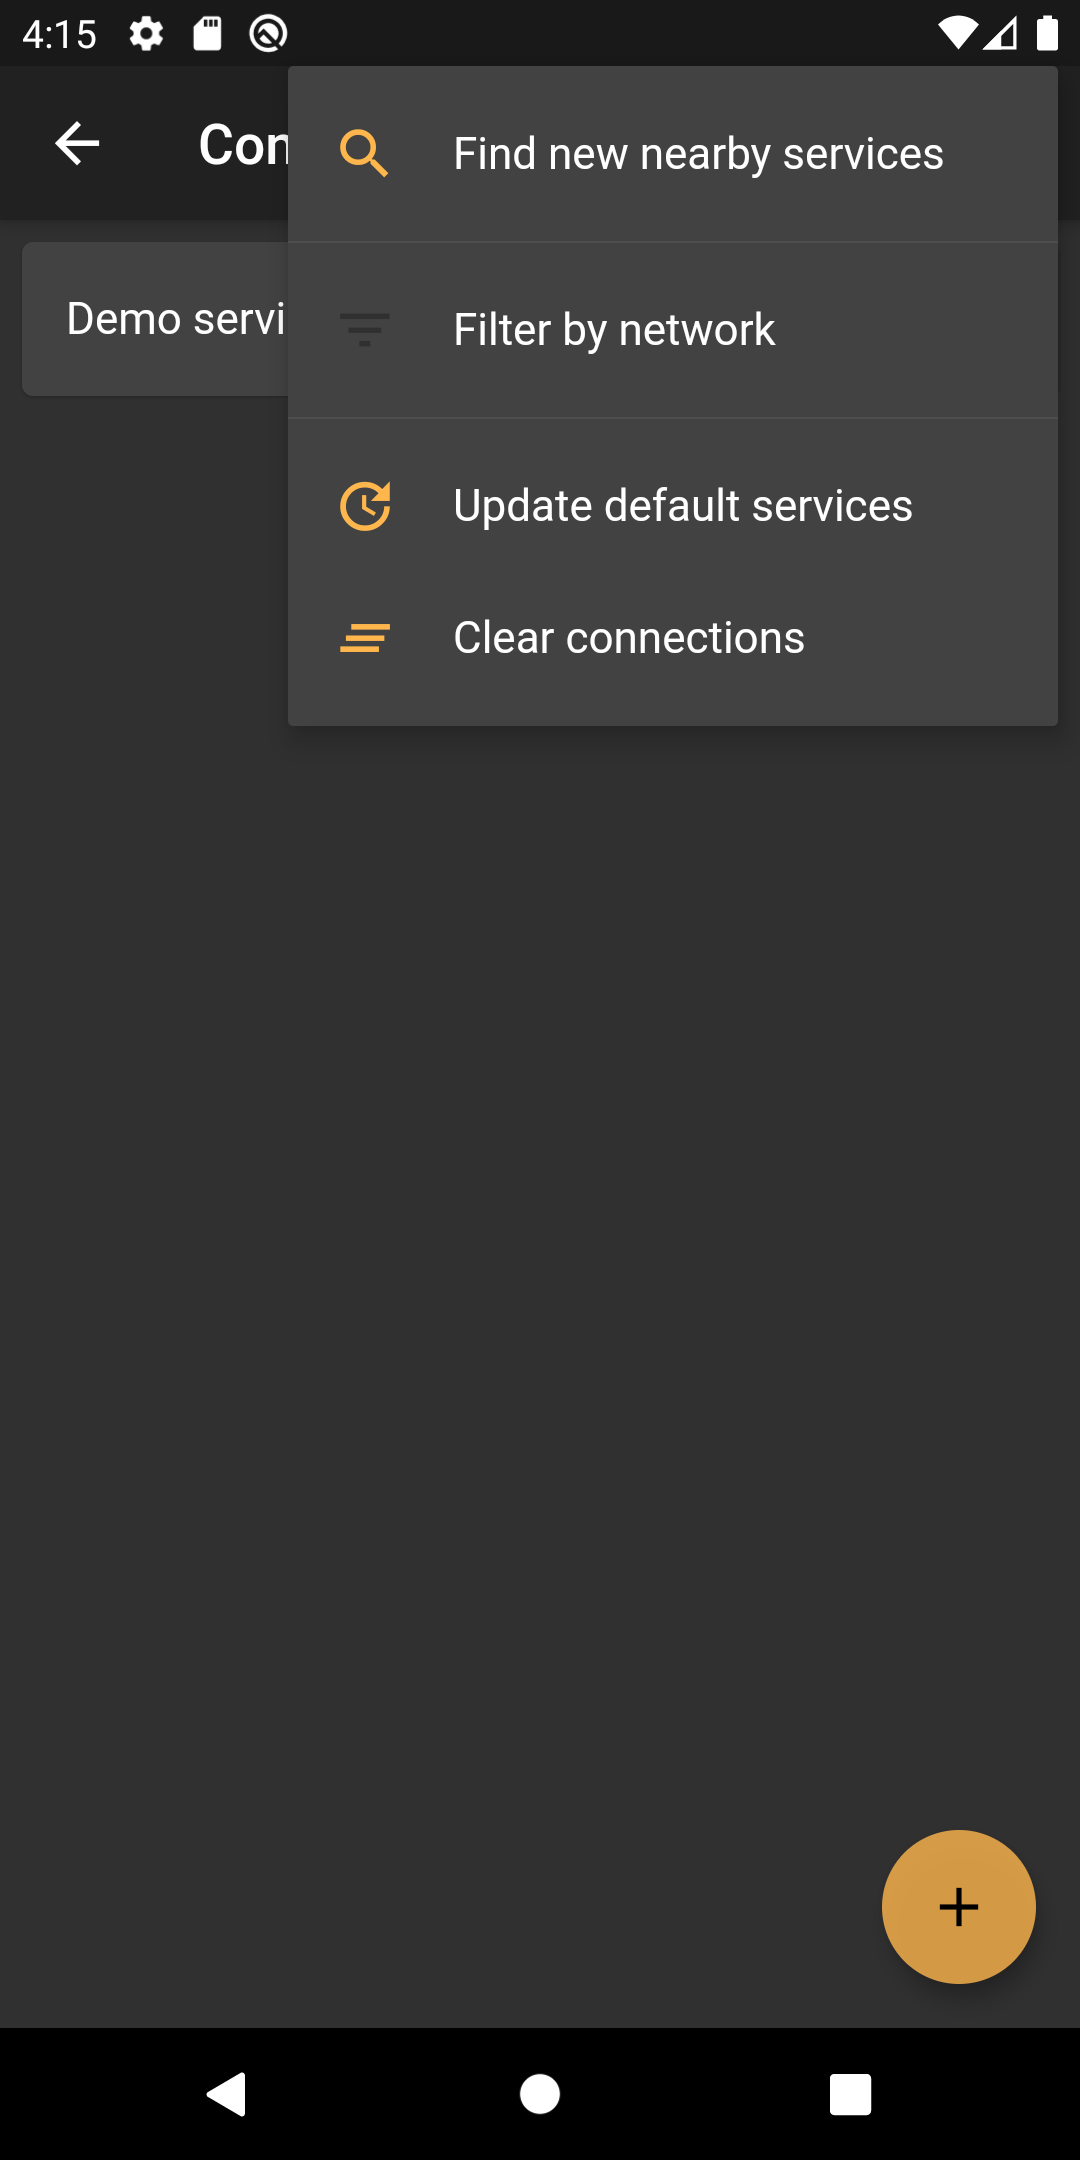 4:15
Con
Find new nearby services
Demo servi
Filter by network
Update default services
Clear connections